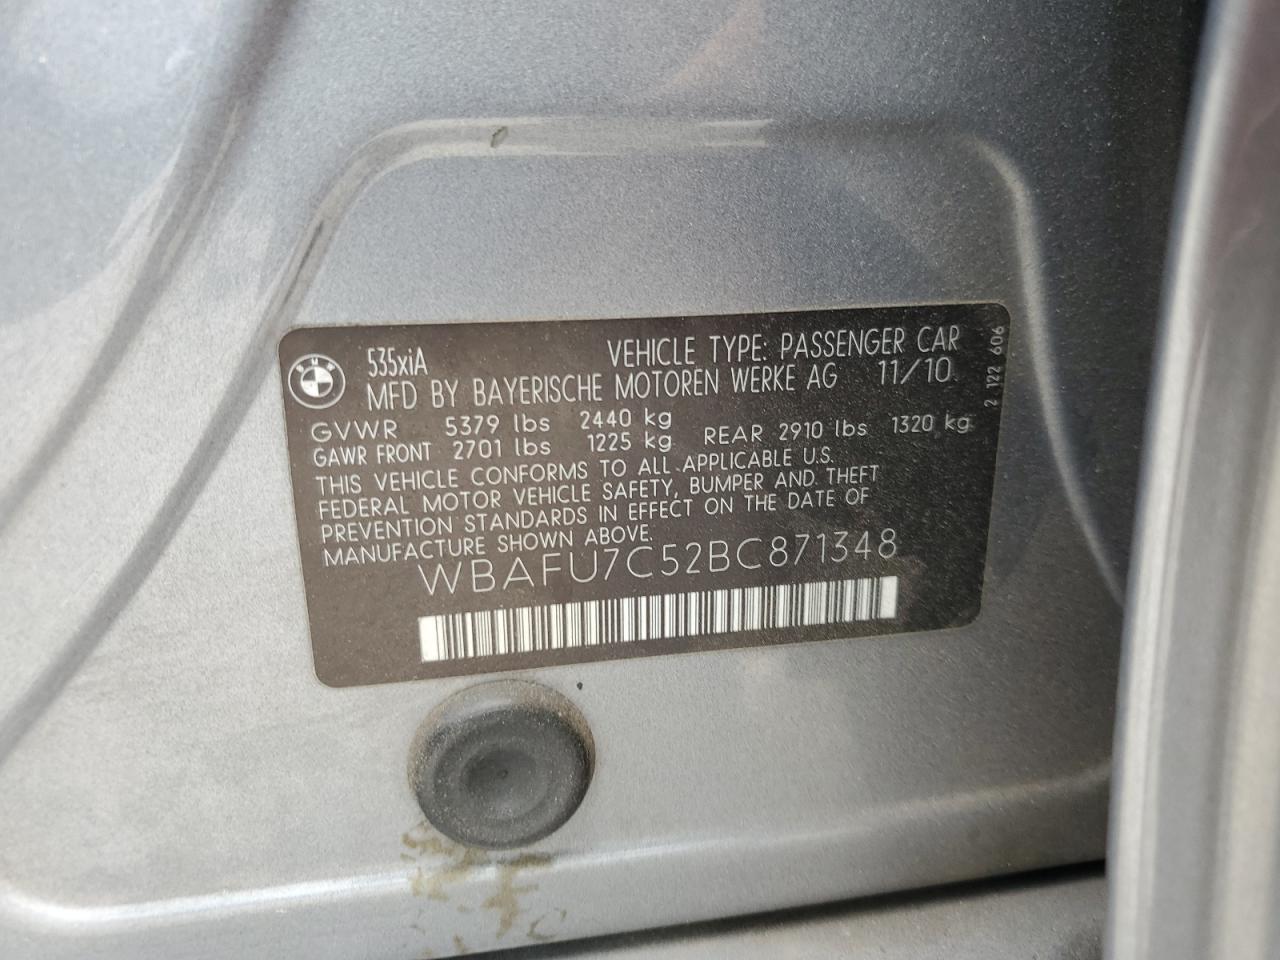 BMW
535xiA
VEHICLE TYPE: PASSENGER CAR
MFD BY BAYERISCHE MOTOREN WERKE AG 11/10
GVWR 5379 lbs 2440 kg
GAWR FRONT 2701 lbs 1225 kg REAR 2910 lbs 1320 kg
THIS VEHICLE CONFORMS TO ALL APPLICABLE U.S.
FEDERAL MOTOR VEHICLE SAFETY, BUMPER AND THEFT
PREVENTION STANDARDS IN EFFECT ON THE DATE OF
MANUFACTURE SHOWN ABOVE.
WBAFU7C52BC871348
2 122 606